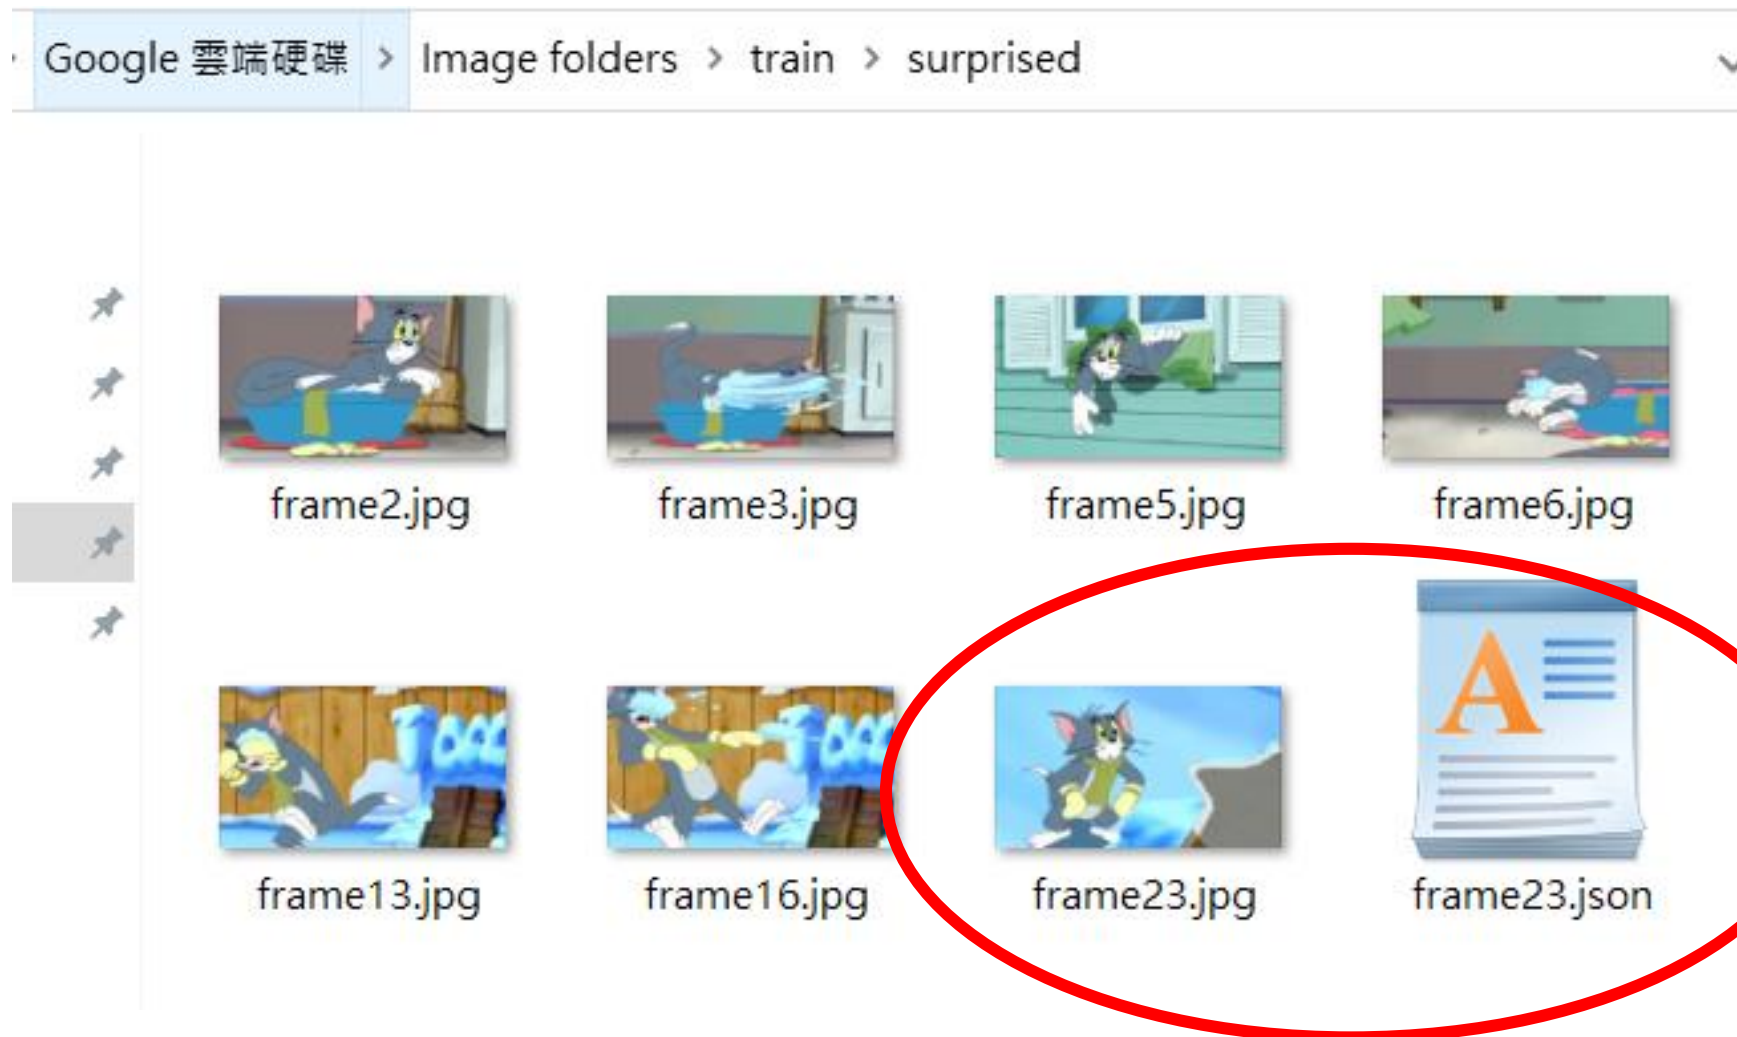 Google 雲端硬碟 > Image folders > train > surprised
frame2.jpg frame3.jpg frame5.jpg frame6.jpg
frame13.jpg frame16.jpg frame23.jpg frame23.json